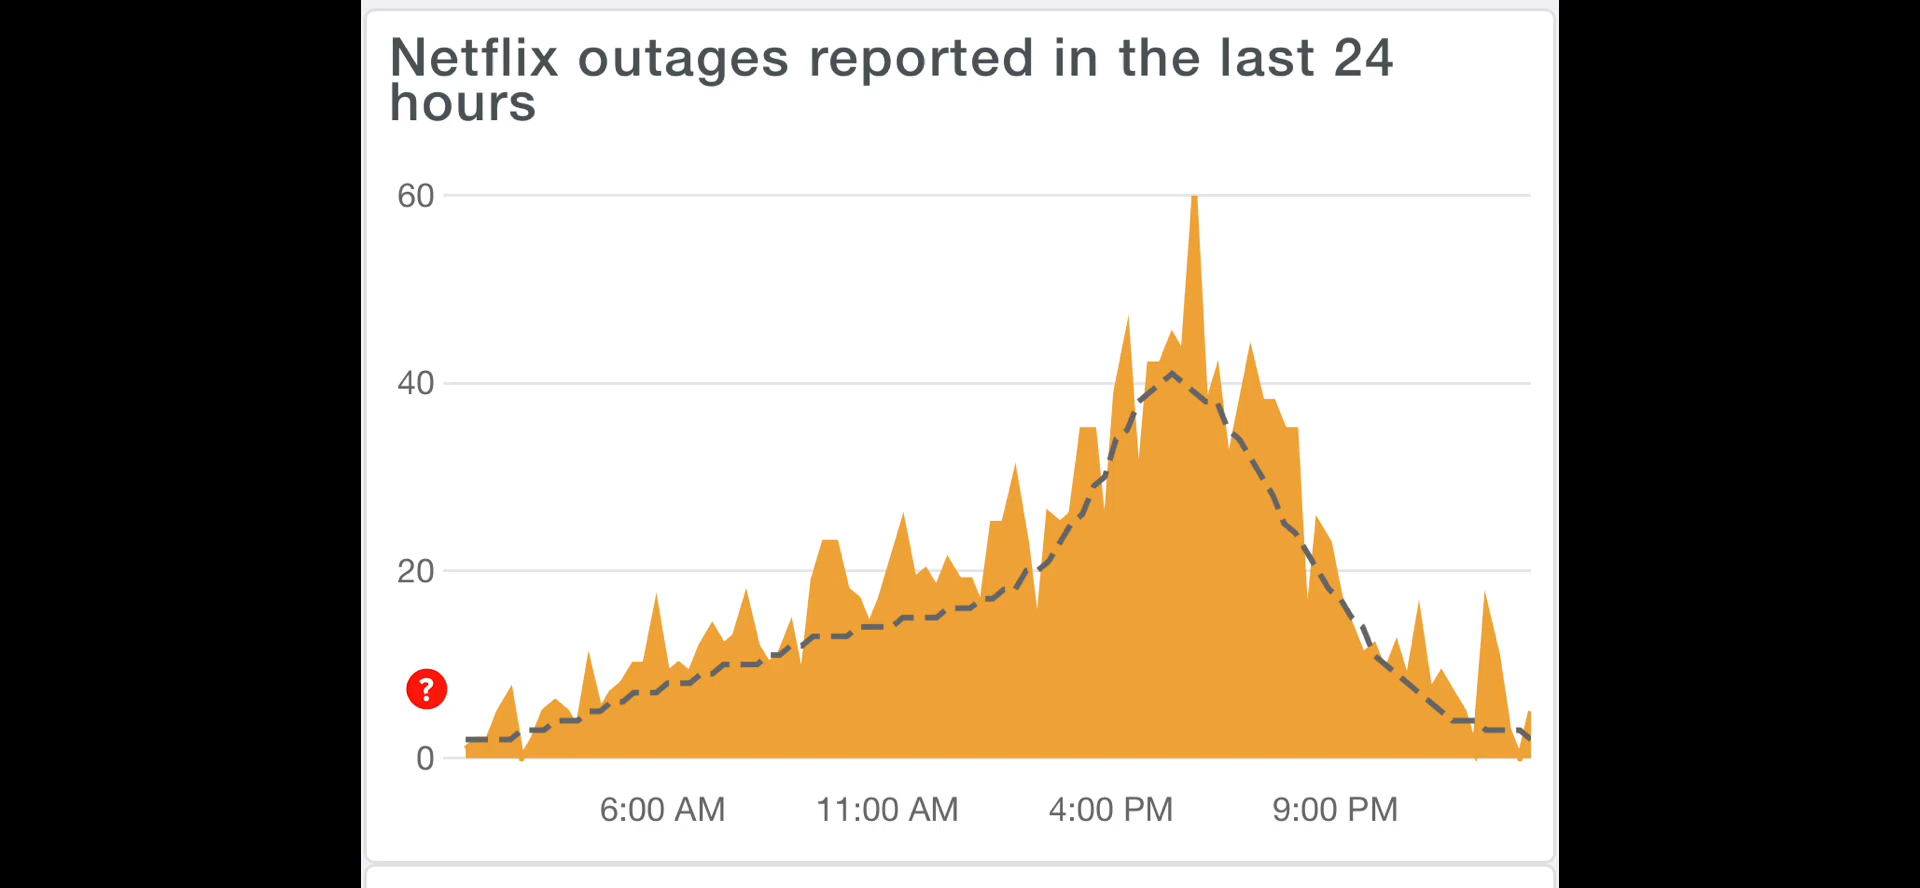 Netflix outages reported in the last 24
hours
60
40
20
?
0
6:00 AM 11:00 AM 4:00 PM 9:00 PM